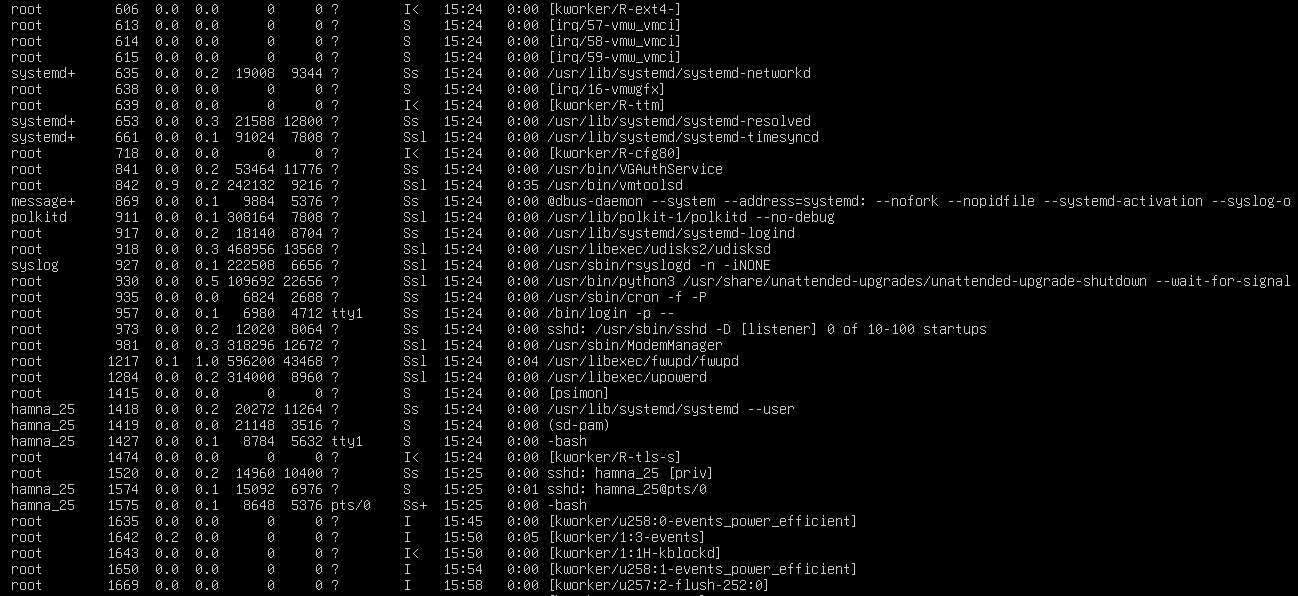 root         606  0.0  0.0      0     0 ?        I<   15:24   0:00 [kworker/R-ext4-]
root         613  0.0  0.0      0     0 ?        S    15:24   0:00 [irq/57-vmw_vmci]
root         614  0.0  0.0      0     0 ?        S    15:24   0:00 [irq/58-vmw_vmci]
root         615  0.0  0.0      0     0 ?        S    15:24   0:00 [irq/59-vmw_vmci]
systemd+     635  0.0  0.2  19008  9344 ?        Ss   15:24   0:00 /usr/lib/systemd/systemd-networkd
root         638  0.0  0.0      0     0 ?        S    15:24   0:00 [irq/16-vmwgfx]
root         639  0.0  0.0      0     0 ?        I<   15:24   0:00 [kworker/R-ttm]
systemd+     653  0.0  0.3  21588 12800 ?        Ss   15:24   0:00 /usr/lib/systemd/systemd-resolved
systemd+     661  0.0  0.1  91024  7808 ?        Ssl  15:24   0:00 /usr/lib/systemd/systemd-timesyncd
root         718  0.0  0.0      0     0 ?        I<   15:24   0:00 [kworker/R-cfg80]
root         841  0.0  0.2  53464 11776 ?        Ss   15:24   0:00 /usr/bin/VGAuthService
root         842  0.9  0.2 242132  9216 ?        Ssl  15:24   0:35 /usr/bin/vmtoolsd
message+     869  0.0  0.1   9884  5376 ?        Ss   15:24   0:00 @dbus-daemon --system --address=systemd: --nofork --nopidfile --systemd-activation --syslog-o
polkitd      911  0.0  0.1 308164  7808 ?        Ssl  15:24   0:00 /usr/lib/polkit-1/polkitd --no-debug
root         917  0.0  0.2  18140  8704 ?        Ss   15:24   0:00 /usr/lib/systemd/systemd-logind
root         918  0.0  0.3 468956 13568 ?        Ssl  15:24   0:00 /usr/libexec/udisks2/udisksd
syslog       927  0.0  0.1 222508  6656 ?        Ssl  15:24   0:00 /usr/sbin/rsyslogd -n -iNONE
root         930  0.0  0.5 109692 22656 ?        Ssl  15:24   0:00 /usr/bin/python3 /usr/share/unattended-upgrades/unattended-upgrade-shutdown --wait-for-signal
root         935  0.0  0.0   6824  2688 ?        Ss   15:24   0:00 /usr/sbin/cron -f -P
root         957  0.0  0.1   6980  4712 tty1     Ss   15:24   0:00 /bin/login -p --
root         973  0.0  0.2  12020  8064 ?        Ss   15:24   0:00 sshd: /usr/sbin/sshd -D [listener] 0 of 10-100 startups
root         981  0.0  0.3 318296 12672 ?        Ssl  15:24   0:00 /usr/sbin/ModemManager
root        1217  0.1  1.0 596200 43468 ?        Ssl  15:24   0:04 /usr/libexec/fwupd/fwupd
root        1284  0.0  0.2 314000  8960 ?        Ssl  15:24   0:00 /usr/libexec/upowerd
root        1415  0.0  0.0      0     0 ?        S    15:24   0:00 [psimon]
hamna_25    1418  0.0  0.2  20272 11264 ?        Ss   15:24   0:00 /usr/lib/systemd/systemd --user
hamna_25    1419  0.0  0.0  21148  3516 ?        S    15:24   0:00 (sd-pam)
hamna_25    1427  0.0  0.1   8784  5632 tty1     S    15:24   0:00 -bash
root        1474  0.0  0.0      0     0 ?        I<   15:24   0:00 [kworker/R-tls-s]
root        1520  0.0  0.2  14960 10400 ?        Ss   15:25   0:00 sshd: hamna_25 [priv]
hamna_25    1574  0.0  0.1  15092  6976 ?        S    15:25   0:01 sshd: hamna_25@pts/0
hamna_25    1575  0.0  0.1   8648  5376 pts/0    Ss+  15:25   0:00 -bash
root        1635  0.0  0.0      0     0 ?        I    15:45   0:00 [kworker/u258:0-events_power_efficient]
root        1642  0.2  0.0      0     0 ?        I    15:50   0:05 [kworker/1:3-events]
root        1643  0.0  0.0      0     0 ?        I<   15:50   0:00 [kworker/1:1H-kblockd]
root        1650  0.0  0.0      0     0 ?        I    15:54   0:00 [kworker/u258:1-events_power_efficient]
root        1669  0.0  0.0      0     0 ?        I    15:58   0:00 [kworker/u257:2-flush-252:0]